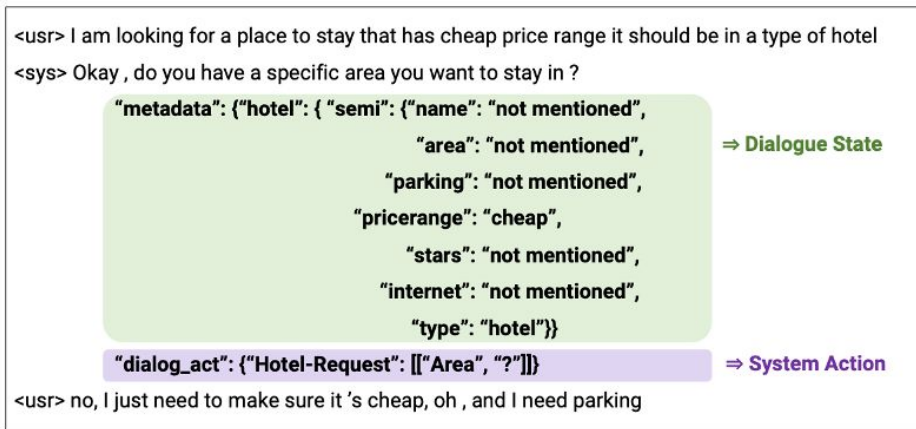 <usr> I am looking for a place to stay that has cheap price range it should be in a type of hotel
<sys> Okay , do you have a specific area you want to stay in ?
“metadata”: {“hotel”: { “semi”: {“name”: “not mentioned”,
“area”: “not mentioned”,
⇒ Dialogue State
“parking”: “not mentioned”,
“pricerange”: “cheap”,
“stars”: “not mentioned”,
“internet”: “not mentioned”,
“type”: “hotel”}}
“dialog_act”: {“Hotel-Request”: [[“Area”, “?”]]}
⇒ System Action
<usr> no, I just need to make sure it ’s cheap, oh , and I need parking